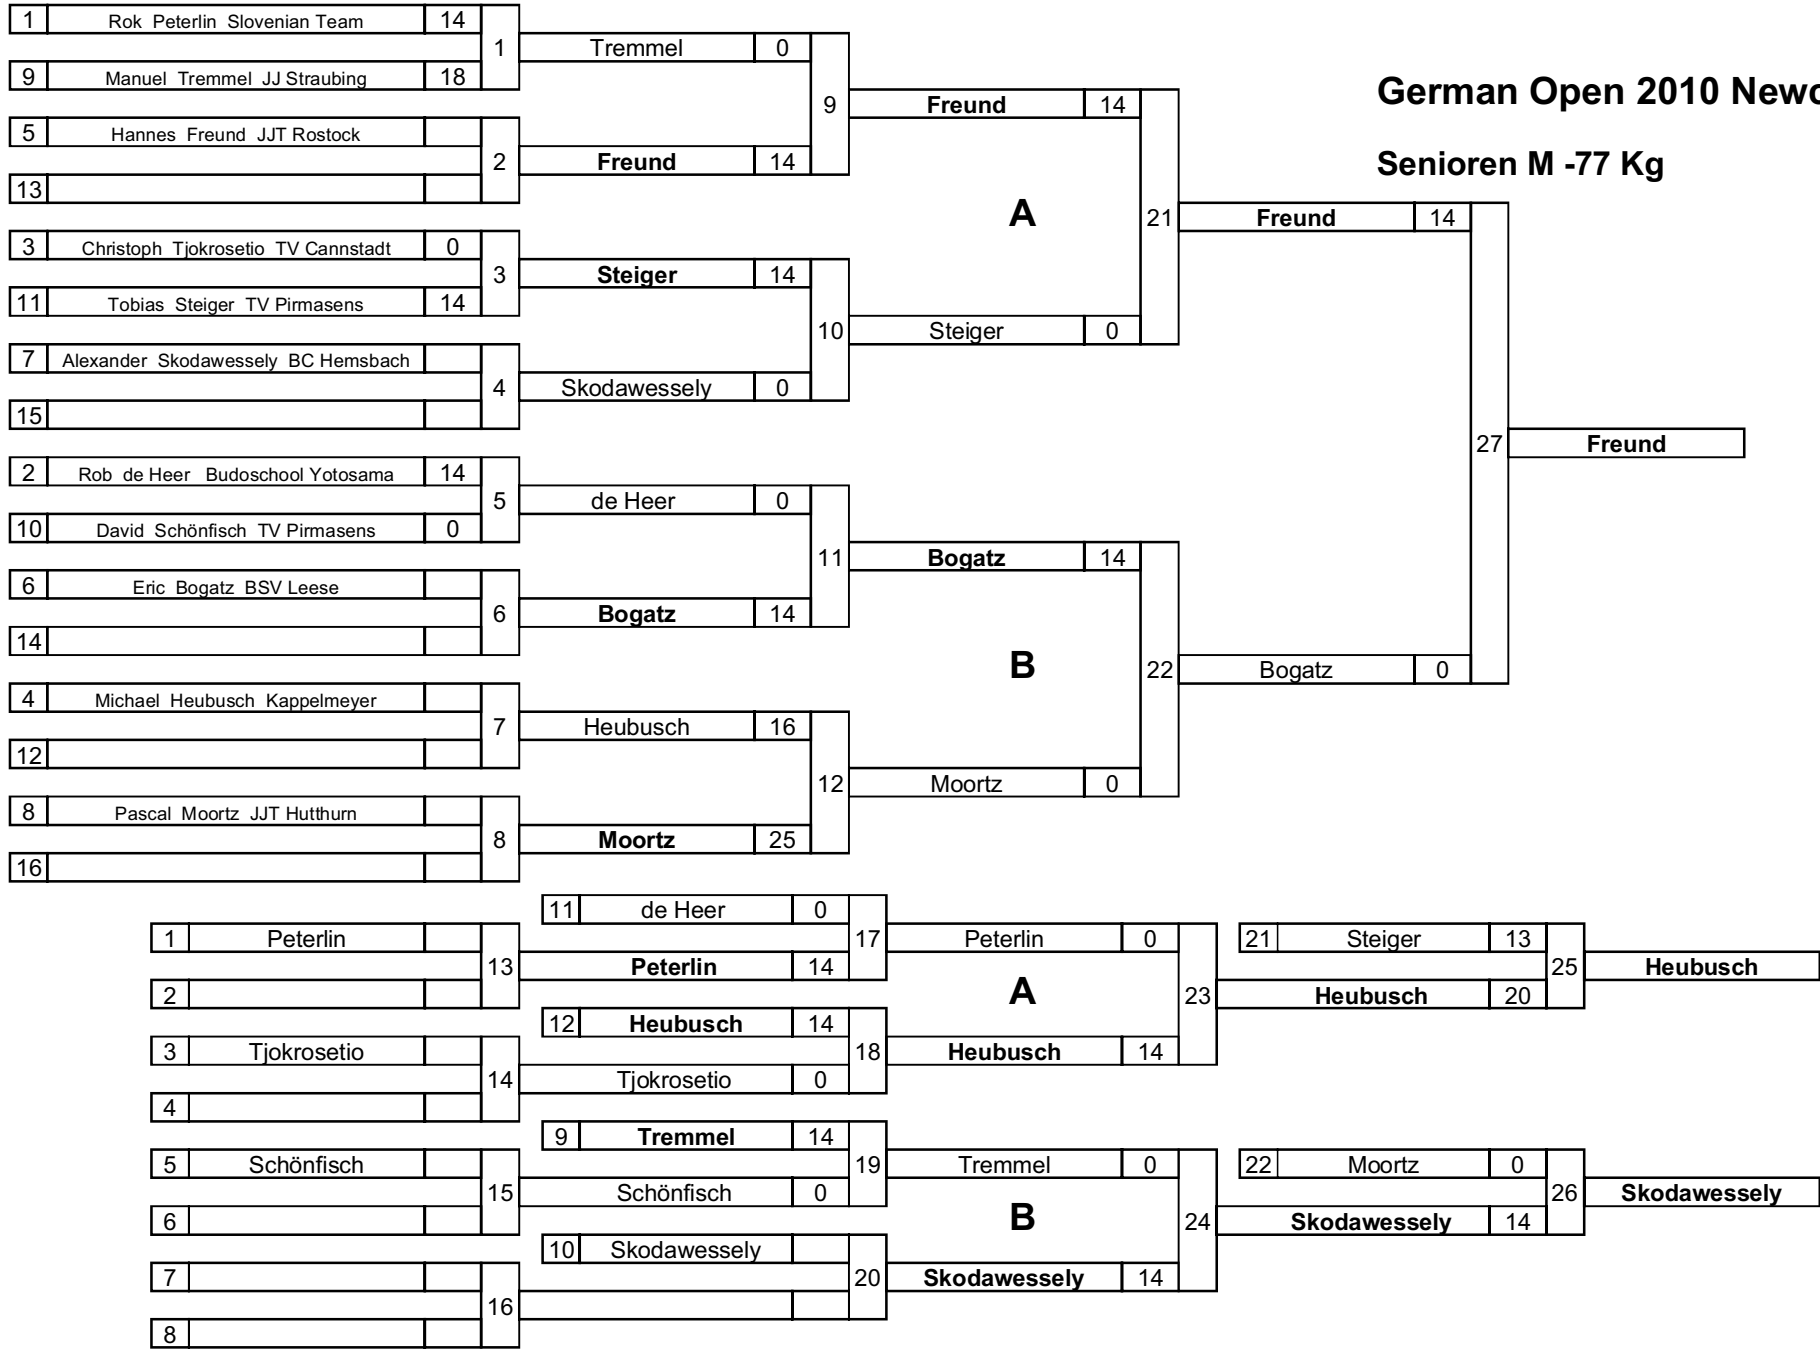 German Open 2010 Newc
Senioren M -77 Kg
1 Rok Peterlin Slovenian Team 14
1 Tremmel 0
9 Manuel Tremmel JJ Straubing 18
9 Freund 14
5 Hannes Freund JJT Rostock
2 Freund 14
13
A
21 Freund 14
3 Christoph Tjokrosetio TV Cannstadt 0
3 Steiger 14
11 Tobias Steiger TV Pirmasens 14
10 Steiger 0
7 Alexander Skodawessely BC Hemsbach
4 Skodawessely 0
15
27 Freund
2 Rob de Heer Budoschool Yotosama 14
5 de Heer 0
10 David Schönfisch TV Pirmasens 0
11 Bogatz 14
6 Eric Bogatz BSV Leese
6 Bogatz 14
14
B
22 Bogatz 0
4 Michael Heubusch Kappelmeyer
7 Heubusch 16
12
12 Moortz 0
8 Pascal Moortz JJT Hutthurn
8 Moortz 25
16
11 de Heer 0
1 Peterlin
17 Peterlin 0
21 Steiger 13
13 Peterlin 14
25 Heubusch
2
A
23 Heubusch 20
12 Heubusch 14
3 Tjokrosetio
18 Heubusch 14
14 Tjokrosetio 0
4
9 Tremmel 14
5 Schönfisch
19 Tremmel 0
22 Moortz 0
15 Schönfisch 0
26 Skodawessely
6
B
24 Skodawessely 14
10 Skodawessely
7
20 Skodawessely 14
16
8